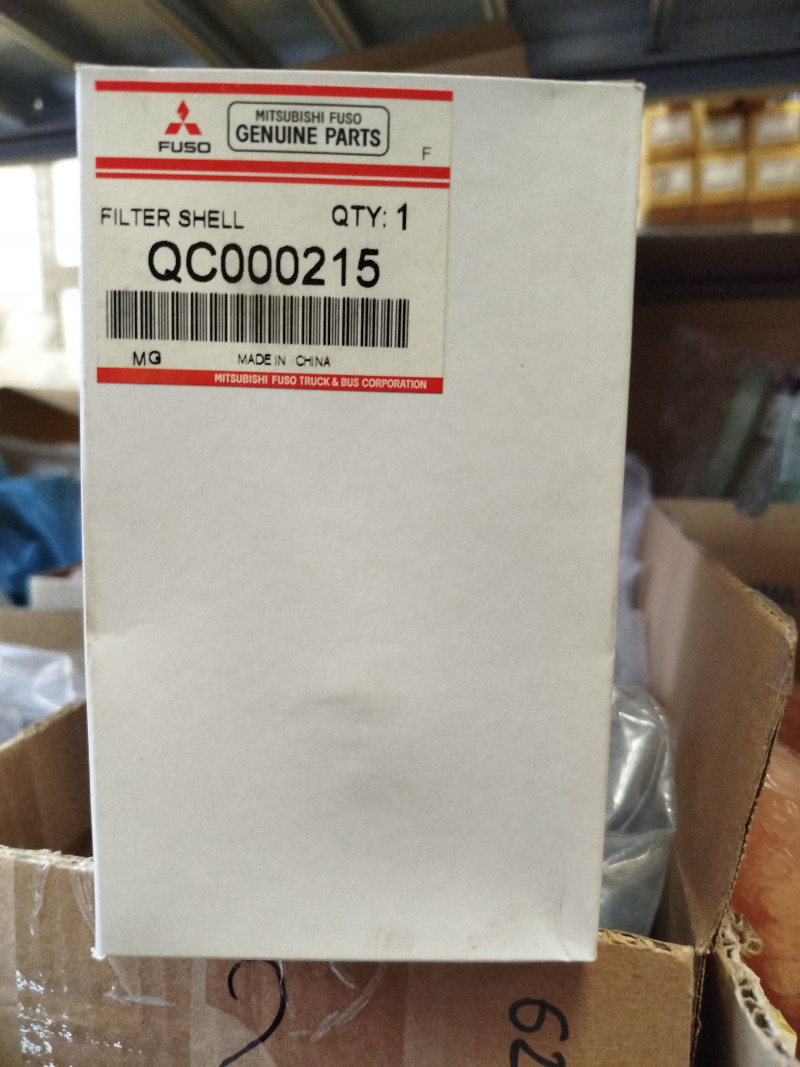 FUSO
MITSUBISHI FUSO
GENUINE PARTS
F
FILTER SHELL QTY: 1
QC000215
MG MADE IN CHINA
MITSUBISHI FUSO TRUCK & BUS CORPORATION
62